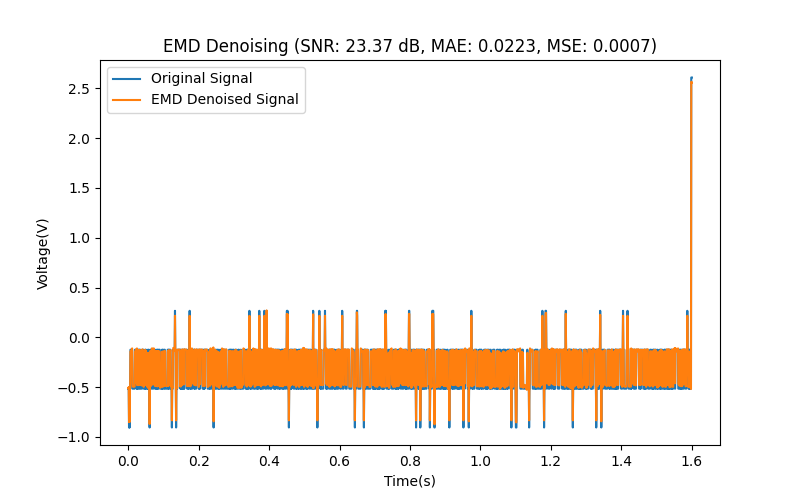 EMD Denoising (SNR: 23.37 dB, MAE: 0.0223, MSE: 0.0007)
Original Signal
EMD Denoised Signal
Voltage(V)
2.5
2.0
1.5
1.0
0.5
0.0
−0.5
−1.0
0.0 0.2 0.4 0.6 0.8 1.0 1.2 1.4 1.6
Time(s)